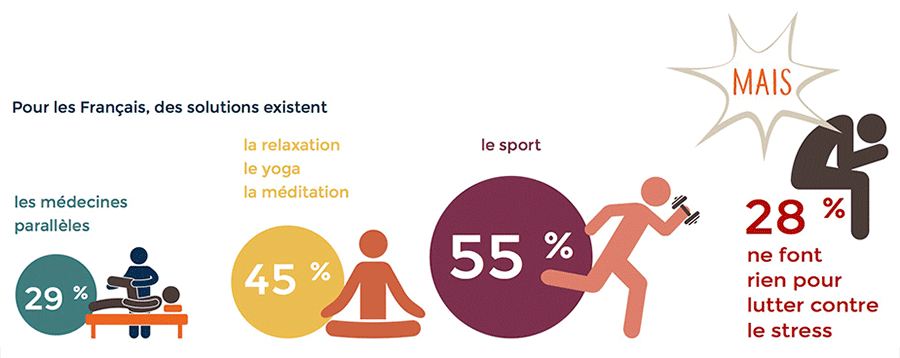 Pour les Français, des solutions existent
les médecines
parallèles
29 %
la relaxation
le yoga
la méditation
45 %
le sport
55 %
MAIS
28 %
ne font
rien pour
lutter contre
le stress